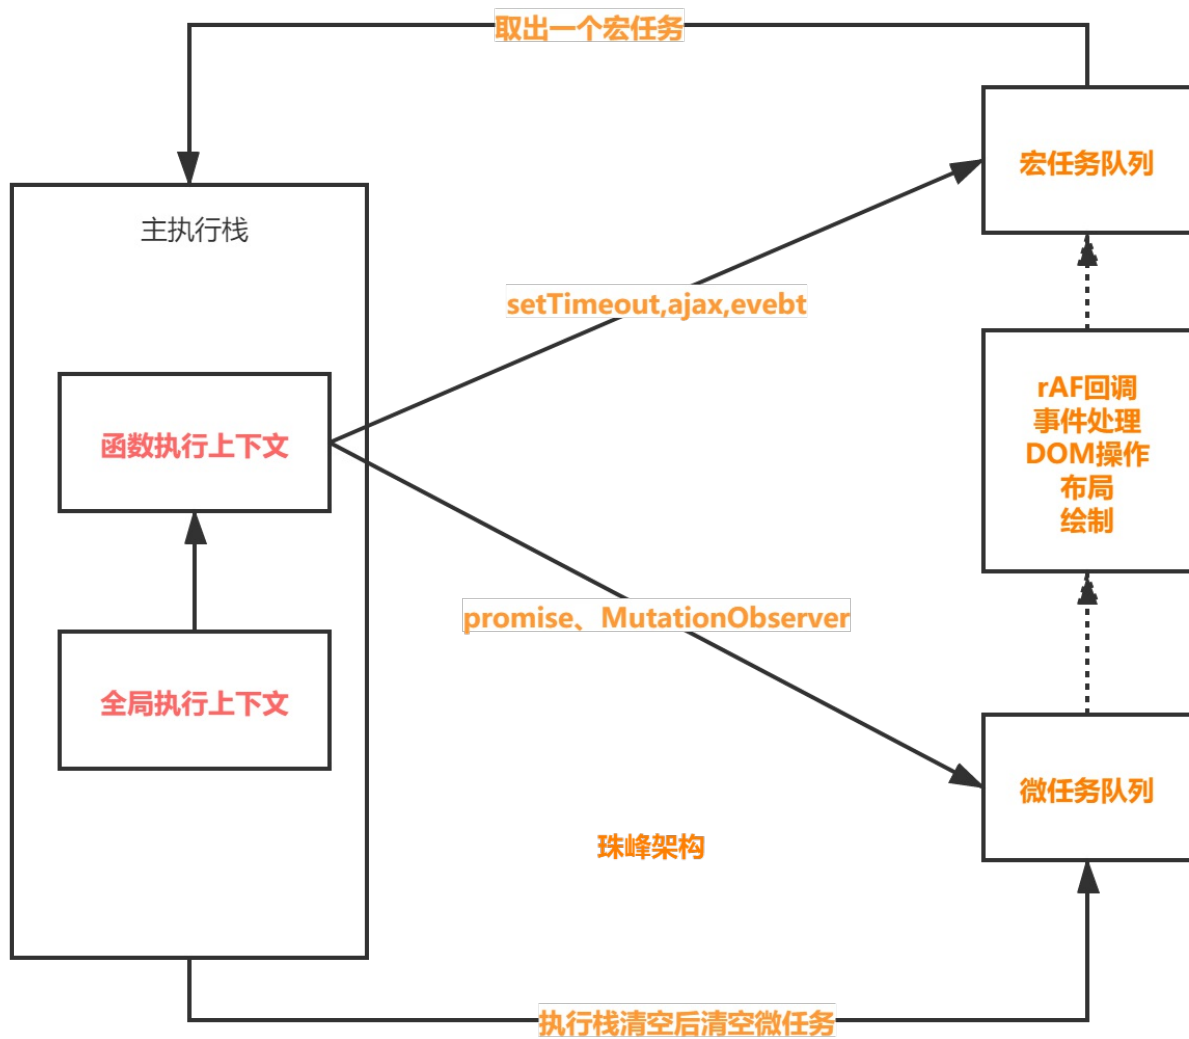 取出一个宏任务
宏任务队列
主执行栈
setTimeout,ajax,evebt
rAF回调
事件处理
DOM操作
布局
绘制
函数执行上下文
promise、MutationObserver
全局执行上下文
微任务队列
珠峰架构
执行栈清空后清空微任务